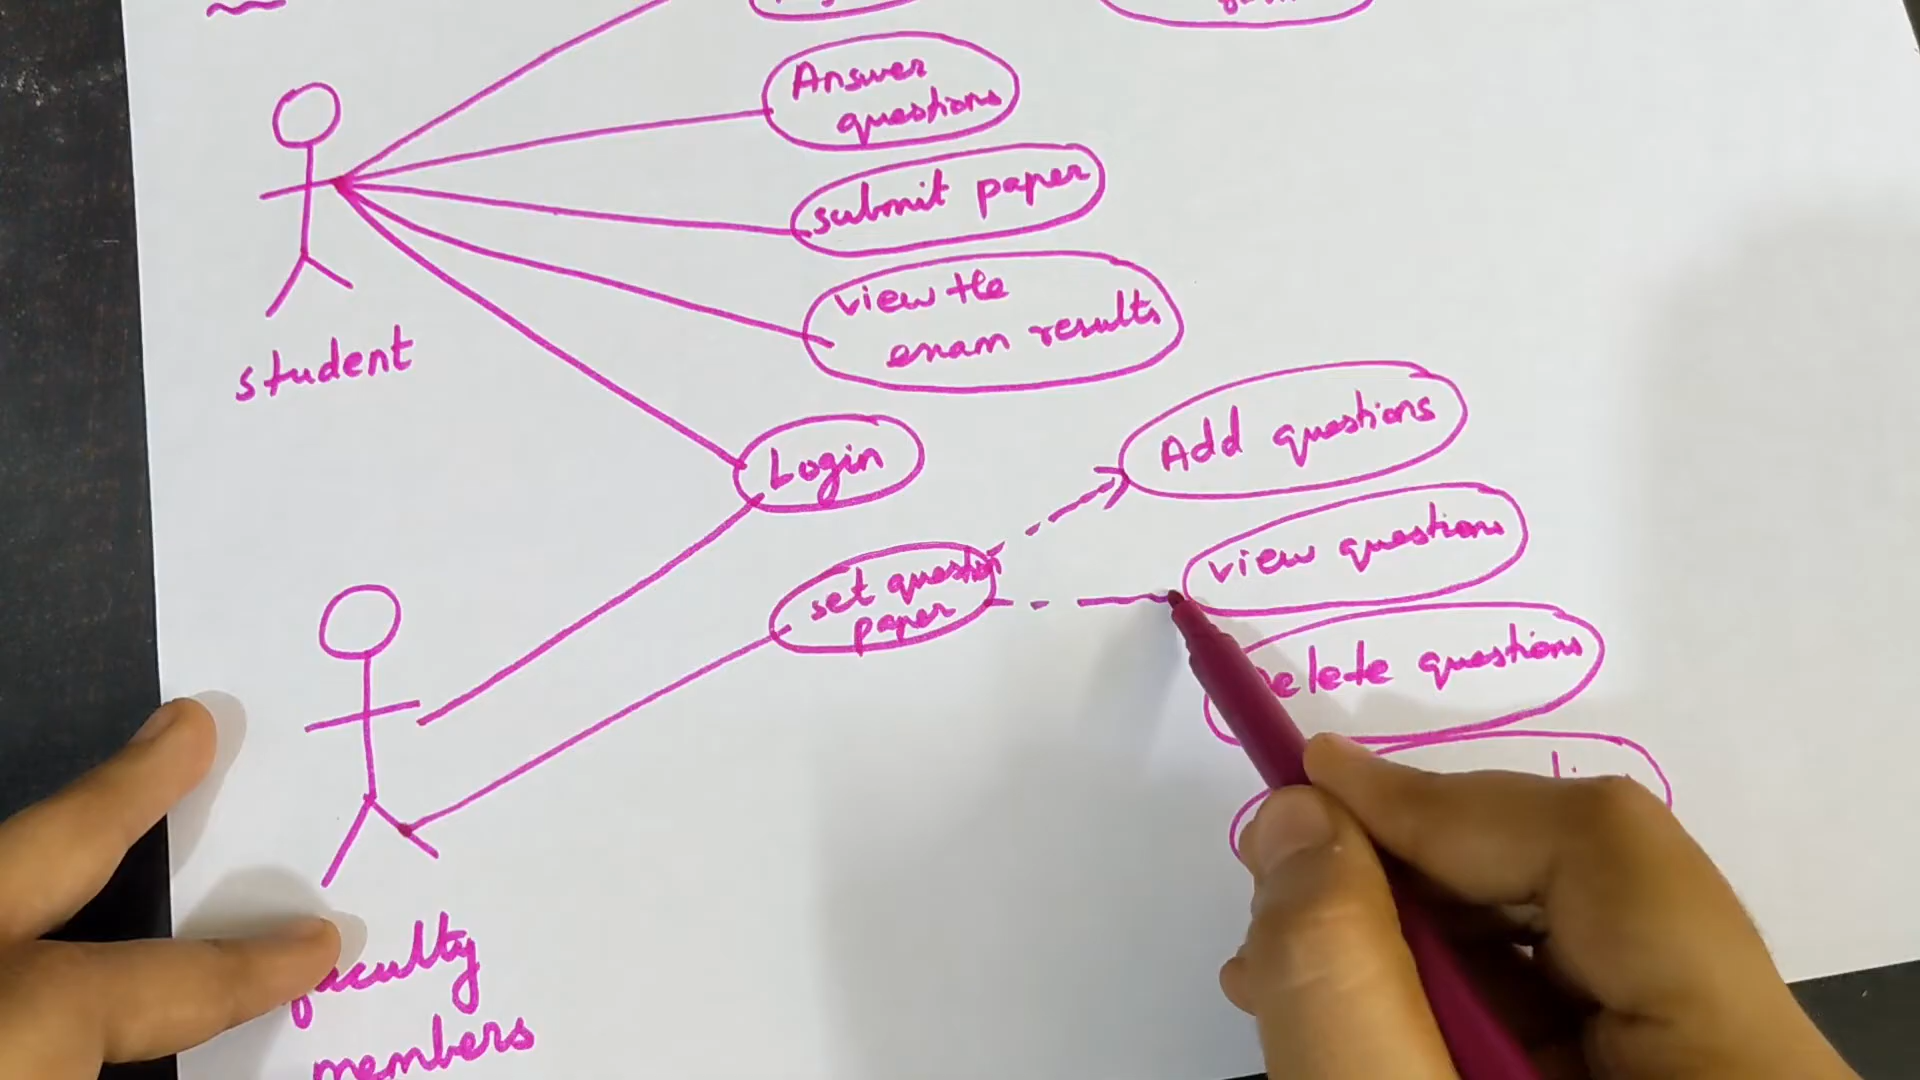 Answer
questions
submit paper
view the
exam results
student
Add questions
Login
view questions
set question
paper
elete questions
faculty
members